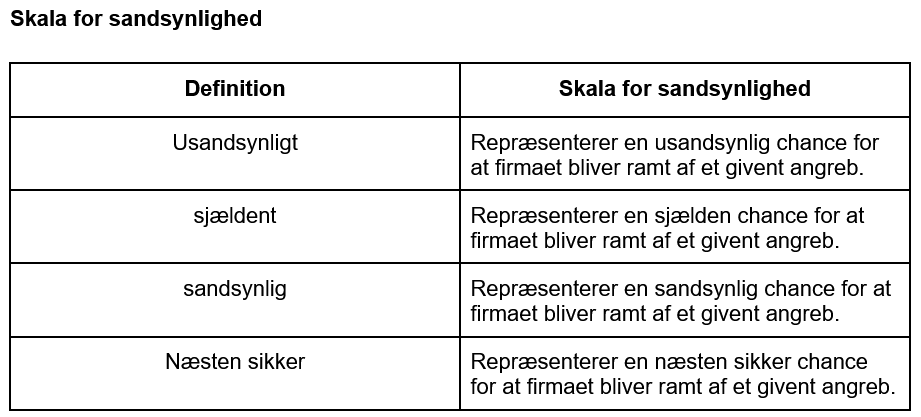 Skala for sandsynlighed
Definition
Skala for sandsynlighed
Usandsynligt
Repræsenterer en usandsynlig chance for
at firmaet bliver ramt af et givent angreb.
sjældent
Repræsenterer en sjælden chance for at
firmaet bliver ramt af et givent angreb.
sandsynlig
Repræsenterer en sandsynlig chance for at
firmaet bliver ramt af et givent angreb.
Næsten sikker
Repræsenterer en næsten sikker chance
for at firmaet bliver ramt af et givent angreb.